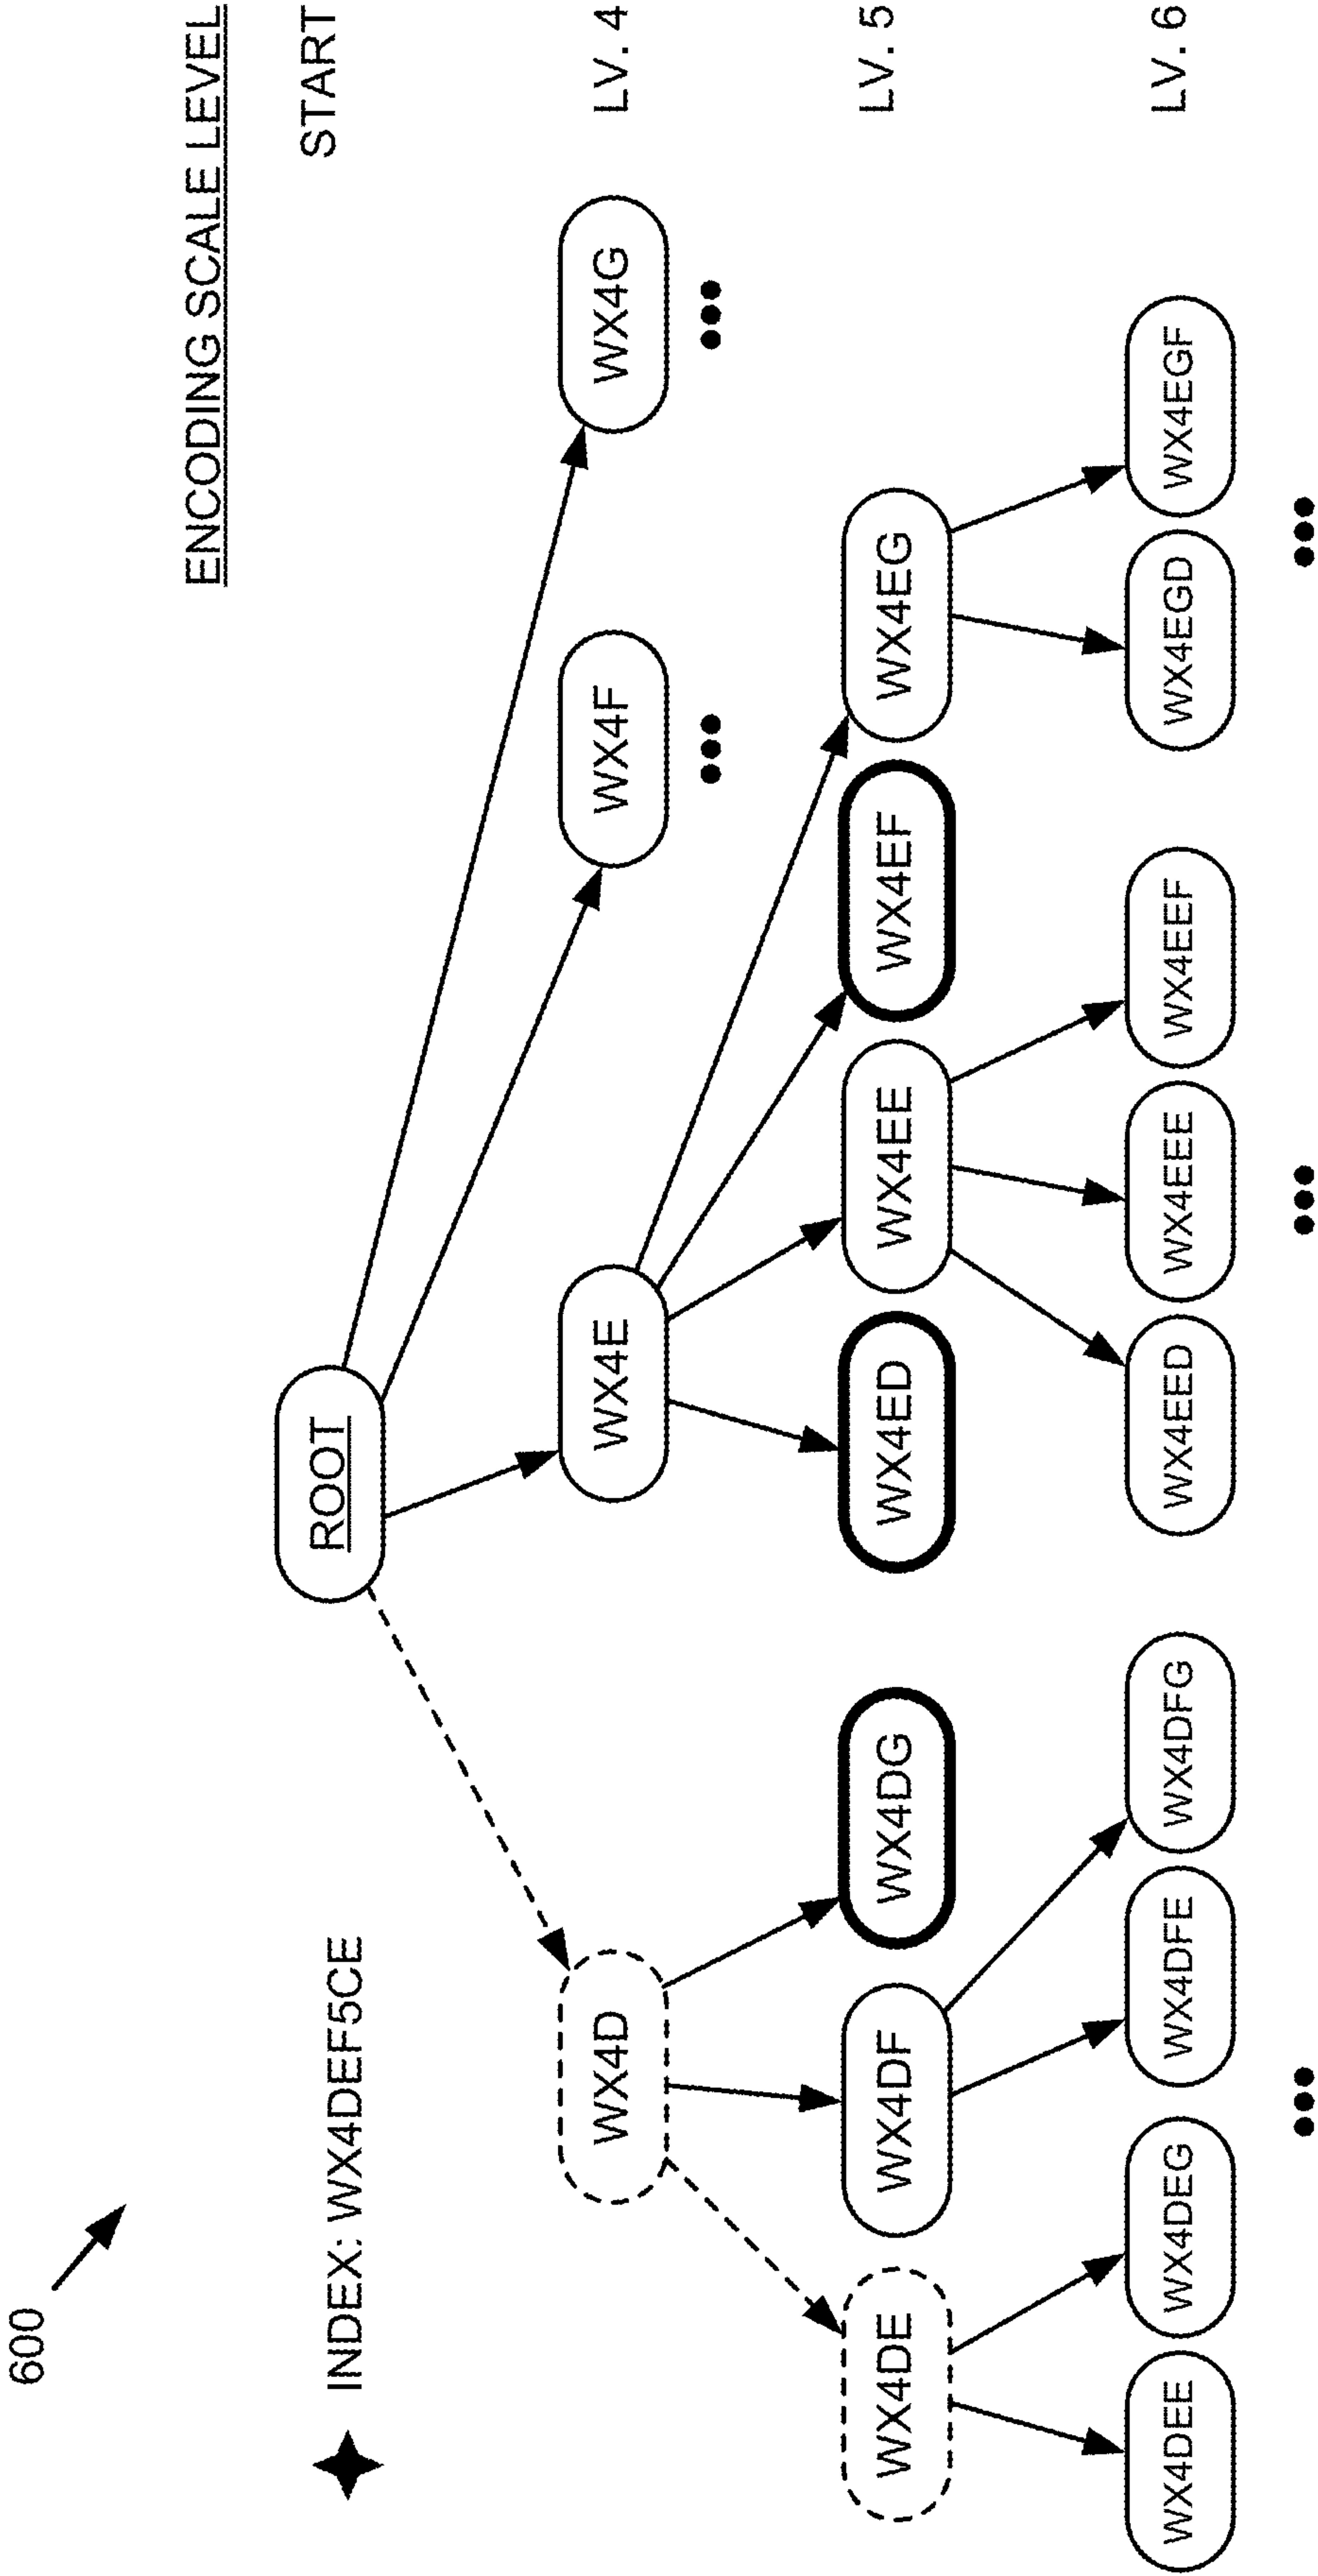 600
ENCODING SCALE LEVEL
INDEX: WX4DEF5CE
ROOT
START
WX4D
WX4E
WX4F
WX4G
LV. 4
WX4DE
WX4DF
WX4DG
WX4ED
WX4EE
WX4EF
WX4EG
LV. 5
WX4DEE
WX4DEG
WX4DFE
WX4DFG
WX4EED
WX4EEE
WX4EEF
WX4EGD
WX4EGF
LV. 6